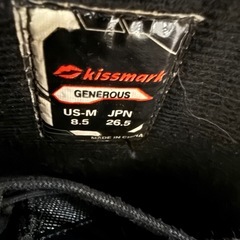 kissmark
GENEROUS
US-M JPN
8.5 26.5
MADE IN CHINA